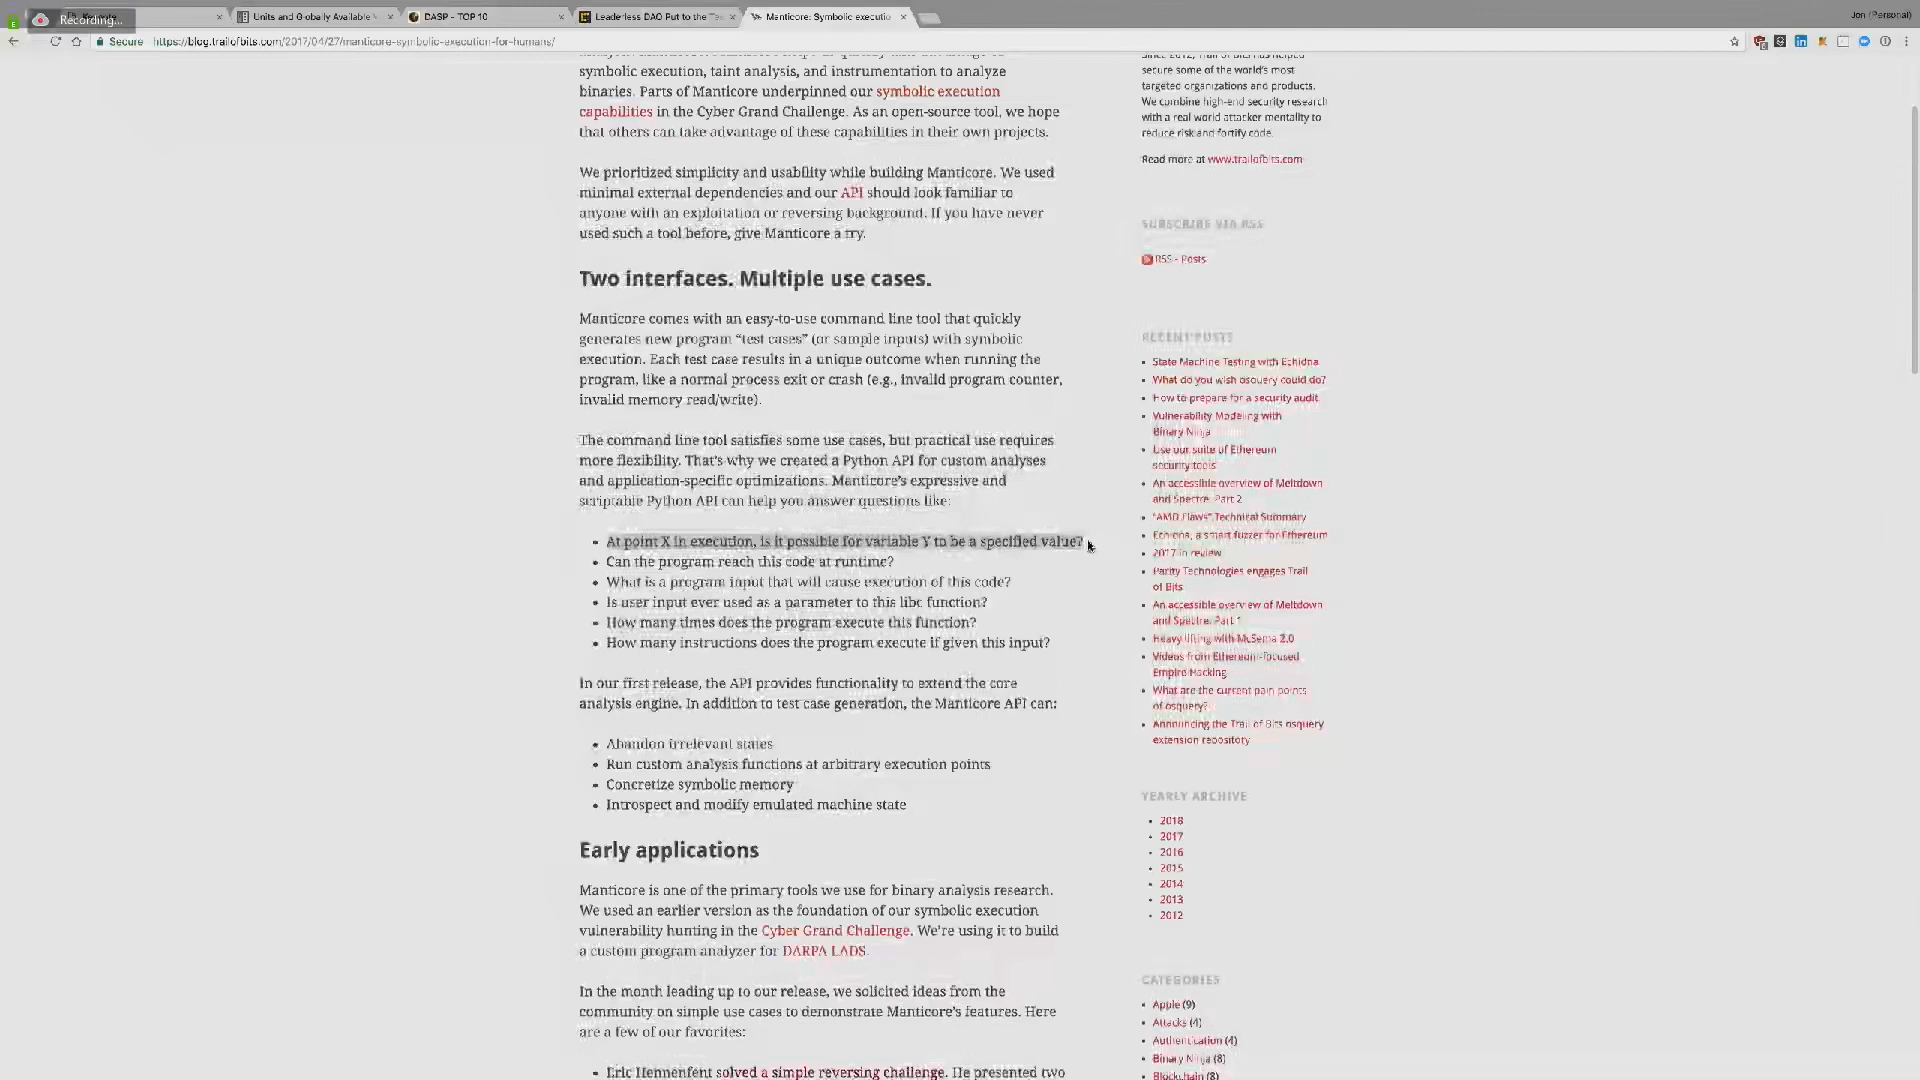 Recording...
Units and Globally Available
DASP - TOP 10
Leaderless DAO Put to the Te
Manticore: Symbolic executio
Jon (Personal)
Secure
https://blog.trailofbits.com/2017/04/27/manticore-symbolic-execution-for-humans/
symbolic execution, taint analysis, and instrumentation to analyze
binaries. Parts of Manticore underpinned our symbolic execution
capabilities in the Cyber Grand Challenge. As an open-source tool, we hope
that others can take advantage of these capabilities in their own projects.
We prioritized simplicity and usability while building Manticore. We used
minimal external dependencies and our API should look familiar to
anyone with an exploitation or reversing background. If you have never
used such a tool before, give Manticore a try.
Two interfaces. Multiple use cases.
Manticore comes with an easy-to-use command line tool that quickly
generates new program “test cases” (or sample inputs) with symbolic
execution. Each test case results in a unique outcome when running the
program, like a normal process exit or crash (e.g., invalid program counter,
invalid memory read/write).
The command line tool satisfies some use cases, but practical use requires
more flexibility. That’s why we created a Python API for custom analyses
and application-specific optimizations. Manticore’s expressive and
scriptable Python API can help you answer questions like:
At point X in execution, is it possible for variable Y to be a specified value?
Can the program reach this code at runtime?
What is a program input that will cause execution of this code?
Is user input ever used as a parameter to this libc function?
How many times does the program execute this function?
How many instructions does the program execute if given this input?
In our first release, the API provides functionality to extend the core
analysis engine. In addition to test case generation, the Manticore API can:
Abandon irrelevant states
Run custom analysis functions at arbitrary execution points
Concretize symbolic memory
Introspect and modify emulated machine state
Early applications
Manticore is one of the primary tools we use for binary analysis research.
We used an earlier version as the foundation of our symbolic execution
vulnerability hunting in the Cyber Grand Challenge. We’re using it to build
a custom program analyzer for DARPA LADS.
In the month leading up to our release, we solicited ideas from the
community on simple use cases to demonstrate Manticore’s features. Here
are a few of our favorites:
Eric Hennenfent solved a simple reversing challenge. He presented two
Since 2012, Trail of Bits has helped
secure some of the world’s most
targeted organizations and products.
We combine high-end security research
with a real world attacker mentality to
reduce risk and fortify code.
Read more at www.trailofbits.com
SUBSCRIBE VIA RSS
RSS - Posts
RECENT POSTS
State Machine Testing with Echidna
What do you wish osquery could do?
How to prepare for a security audit
Vulnerability Modeling with
Binary Ninja
Use our suite of Ethereum
security tools
An accessible overview of Meltdown
and Spectre, Part 2
“AMD Flaws” Technical Summary
Echidna, a smart fuzzer for Ethereum
2017 in review
Parity Technologies engages Trail
of Bits
An accessible overview of Meltdown
and Spectre, Part 1
Heavy lifting with McSema 2.0
Videos from Ethereum-focused
Empire Hacking
What are the current pain points
of osquery?
Announcing the Trail of Bits osquery
extension repository
YEARLY ARCHIVE
2018
2017
2016
2015
2014
2013
2012
CATEGORIES
Apple (9)
Attacks (4)
Authentication (4)
Binary Ninja (8)
Blockchain (8)